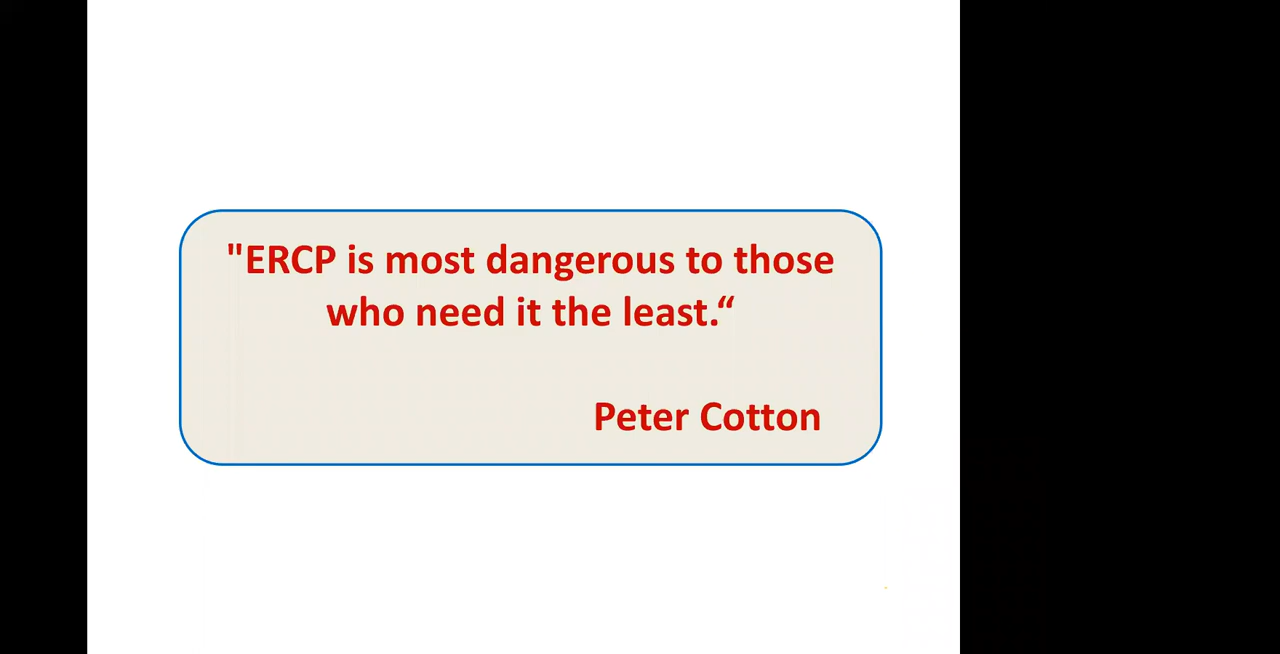 "ERCP is most dangerous to those
who need it the least.“
Peter Cotton